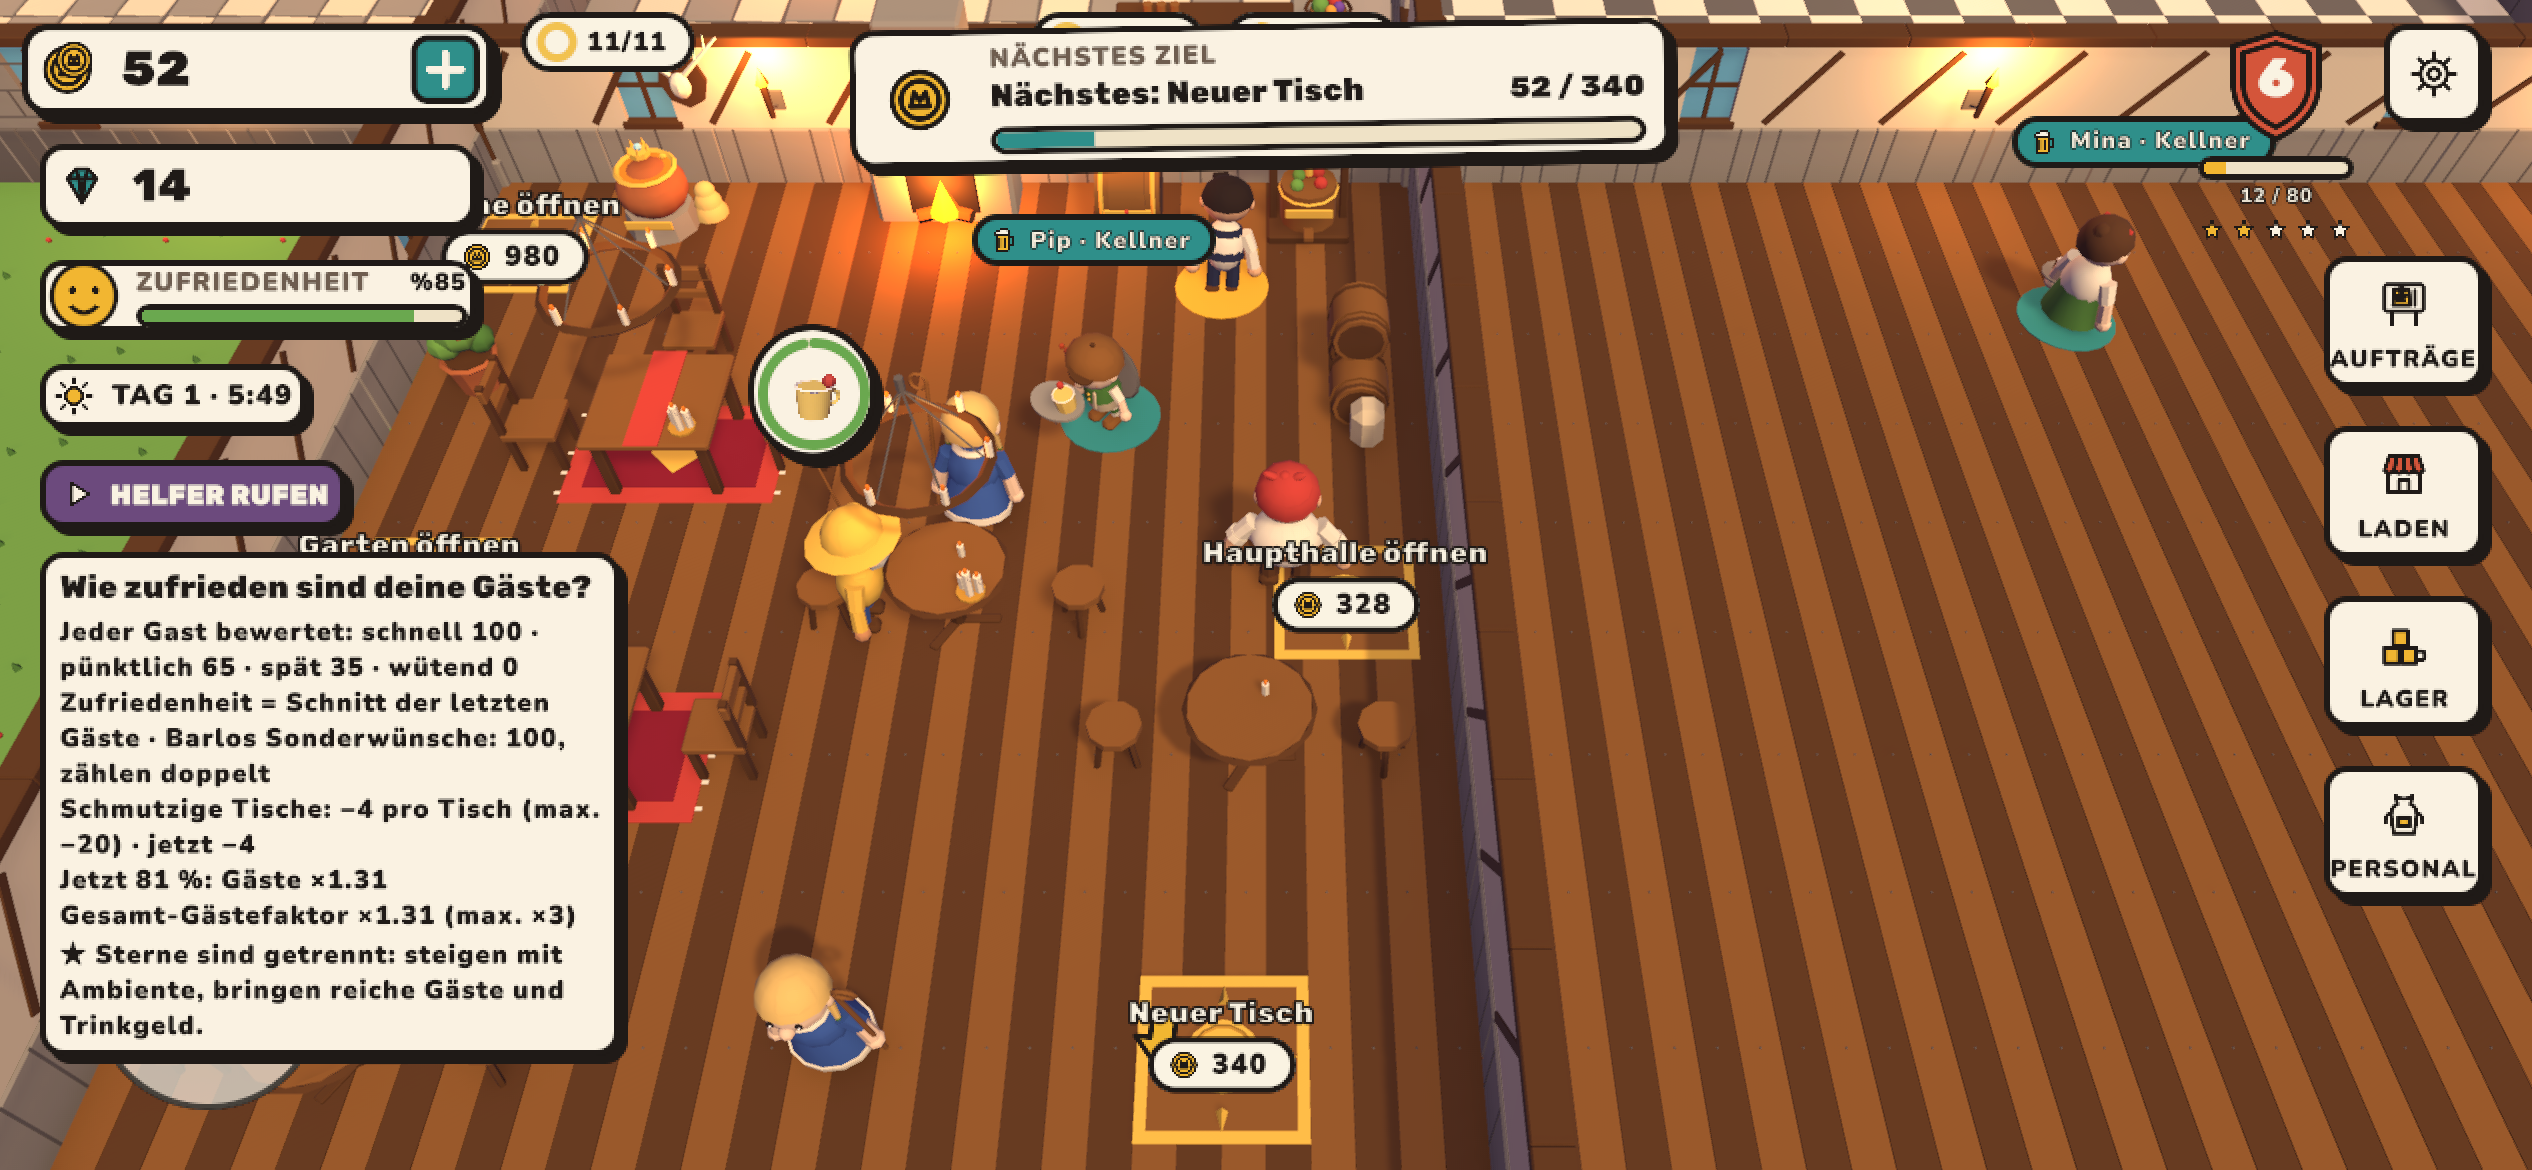 52
11/11
NÄCHSTES ZIEL
Nächstes: Neuer Tisch
52 / 340
6
Mina · Kellner
12 / 80
14
öffnen
980
Pip · Kellner
ZUFRIEDENHEIT
%85
TAG 1 · 5:49
HELFER RUFEN
Garten öffnen
Wie zufrieden sind deine Gäste?
Jeder Gast bewertet: schnell 100 ·
pünktlich 65 · spät 35 · wütend 0
Zufriedenheit = Schnitt der letzten
Gäste · Barlos Sonderwünsche: 100,
zählen doppelt
Schmutzige Tische: −4 pro Tisch (max.
−20) · jetzt −4
Jetzt 81 %: Gäste ×1.31
Gesamt-Gästefaktor ×1.31 (max. ×3)
★ Sterne sind getrennt: steigen mit
Ambiente, bringen reiche Gäste und
Trinkgeld.
Haupthalle öffnen
328
Neuer Tisch
340
AUFTRÄGE
LADEN
LAGER
PERSONAL